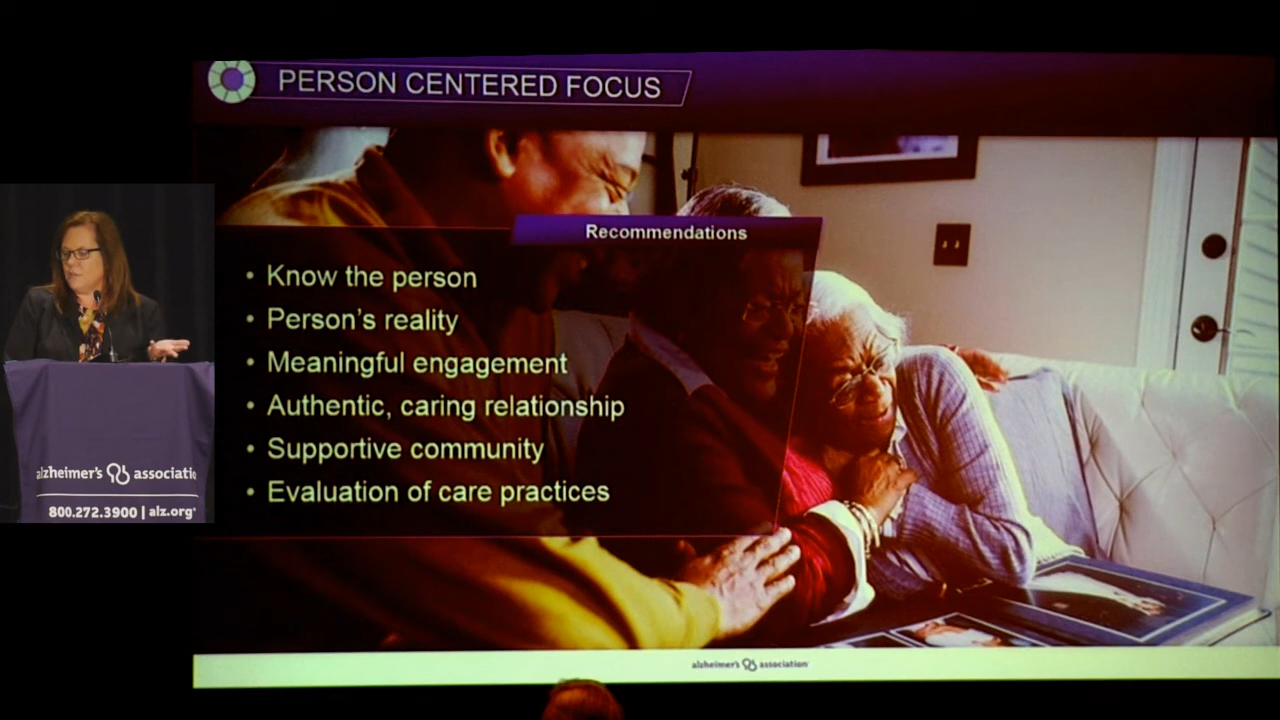 PERSON CENTERED FOCUS
Recommendations
• Know the person
• Person's reality
• Meaningful engagement
• Authentic, caring relationship
• Supportive community
• Evaluation of care practices
alzheimer's association
800.272.3900 | alz.org
alzheimer's association